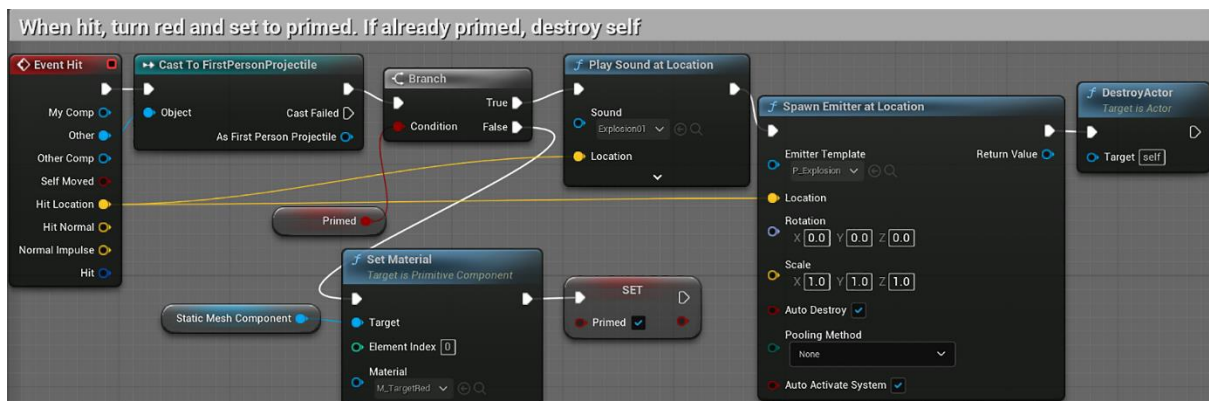 When hit, turn red and set to primed. If already primed, destroy self
Event Hit
My Comp
Other
Other Comp
Self Moved
Hit Location
Hit Normal
Normal Impulse
Hit
Cast To FirstPersonProjectile
Object
Cast Failed
As First Person Projectile
Branch
True
Condition
False
Primed
Play Sound at Location
Sound
Explosion01
Location
Spawn Emitter at Location
Emitter Template
Return Value
P_Explosion
Location
Rotation
X 0.0 Y 0.0 Z 0.0
Scale
X 1.0 Y 1.0 Z 1.0
Auto Destroy
Pooling Method
None
Auto Activate System
DestroyActor
Target is Actor
Target self
Static Mesh Component
Set Material
Target is Primitive Component
Target
Element Index 0
Material
M_TargetRed
SET
Primed